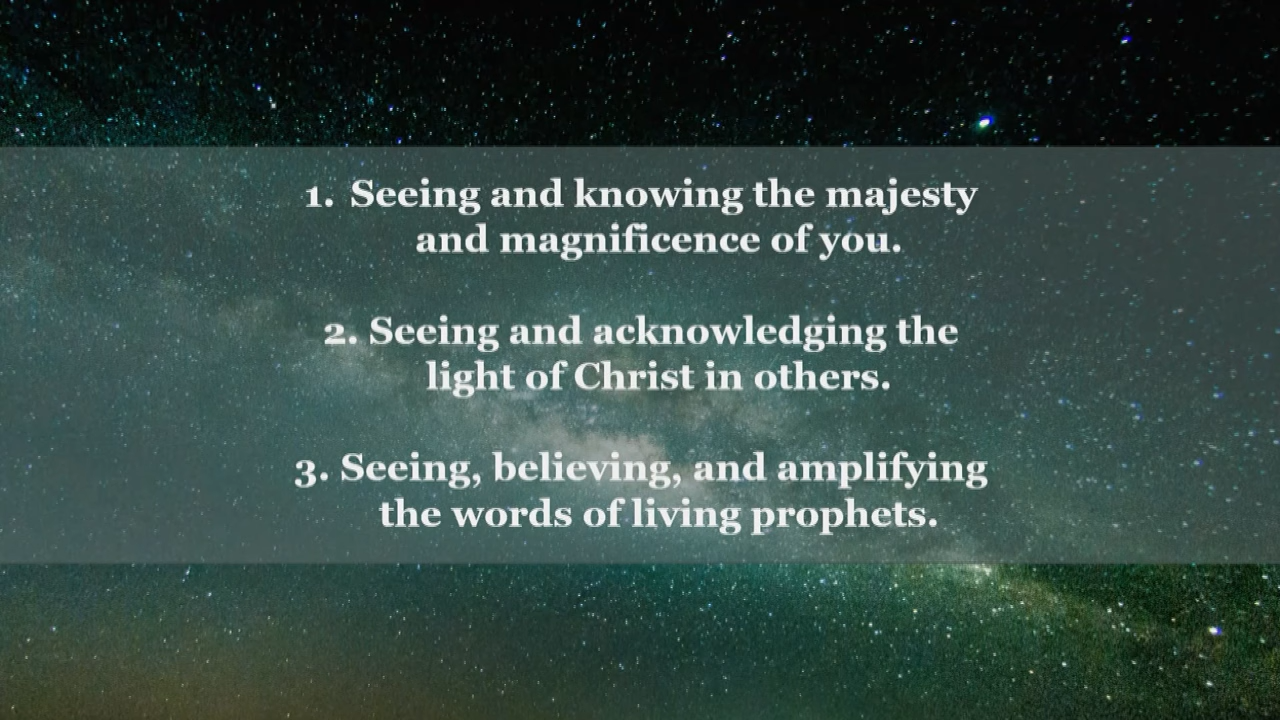 1. Seeing and knowing the majesty
and magnificence of you.
2. Seeing and acknowledging the
light of Christ in others.
3. Seeing, believing, and amplifying
the words of living prophets.